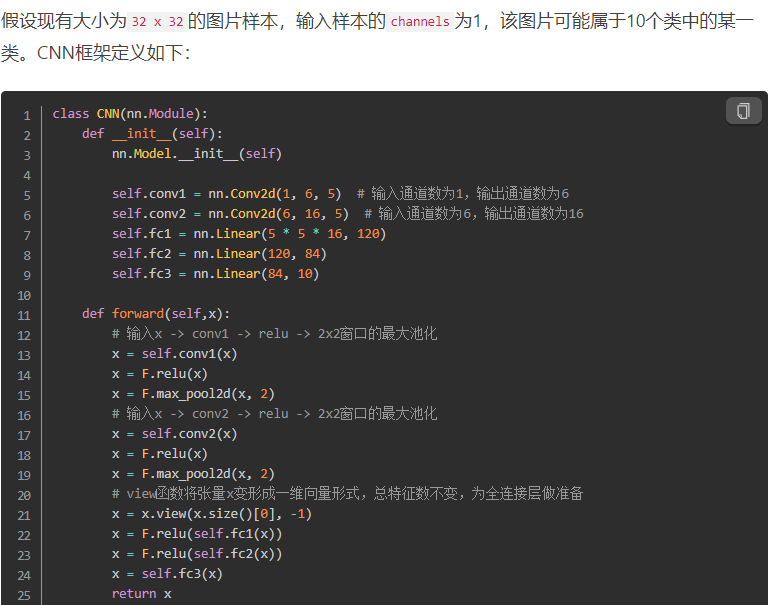 假设现有大小为 32 x 32 的图片样本，输入样本的 channels 为1，该图片可能属于10个类中的某一
类。CNN框架定义如下：
1 class CNN(nn.Module):
2     def __init__(self):
3         nn.Model.__init__(self)
4
5         self.conv1 = nn.Conv2d(1, 6, 5)  # 输入通道数为1，输出通道数为6
6         self.conv2 = nn.Conv2d(6, 16, 5)  # 输入通道数为6，输出通道数为16
7         self.fc1 = nn.Linear(5 * 5 * 16, 120)
8         self.fc2 = nn.Linear(120, 84)
9         self.fc3 = nn.Linear(84, 10)
10
11     def forward(self,x):
12         # 输入x -> conv1 -> relu -> 2x2窗口的最大池化
13         x = self.conv1(x)
14         x = F.relu(x)
15         x = F.max_pool2d(x, 2)
16         # 输入x -> conv2 -> relu -> 2x2窗口的最大池化
17         x = self.conv2(x)
18         x = F.relu(x)
19         x = F.max_pool2d(x, 2)
20         # view函数将张量x变形成一维向量形式，总特征数不变，为全连接层做准备
21         x = x.view(x.size()[0], -1)
22         x = F.relu(self.fc1(x))
23         x = F.relu(self.fc2(x))
24         x = self.fc3(x)
25         return x